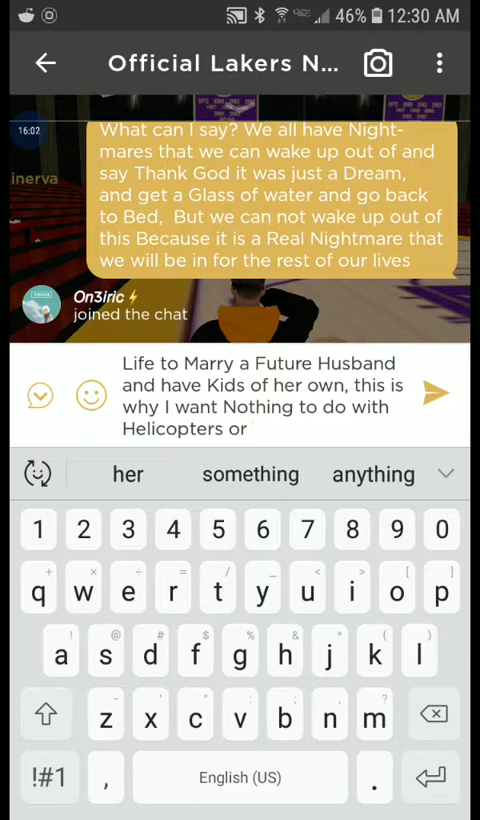 46% 12:30 AM
Official Lakers N...
16:02
What can I say? We all have Night-
mares that we can wake up out of and
say Thank God it was just a Dream,
and get a Glass of water and go back
to Bed, But we can not wake up out of
this Because it is a Real Nightmare that
we will be in for the rest of our lives
inerva
On3iric⚡
joined the chat
Life to Marry a Future Husband
and have Kids of her own, this is
why I want Nothing to do with
Helicopters or
her something anything
1 2 3 4 5 6 7 8 9 0
+ × ÷ = / _ < > [ ]
q w e r t y u i o p
! @ # $ % ^ & * ( )
a s d f g h j k l
- ' " : ; , ?
z x c v b n m
!#1 , English (US) .